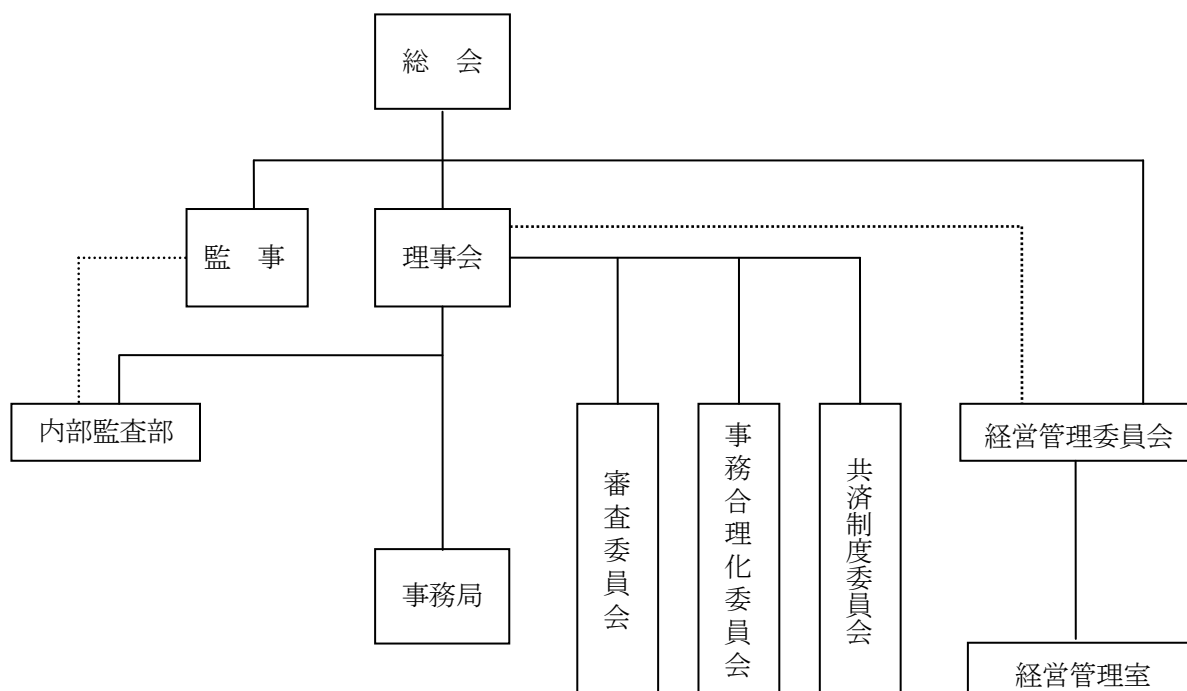 総　会
監　事
理事会
内部監査部
審査委員会
事務合理化委員会
共済制度委員会
経営管理委員会
事務局
経営管理室